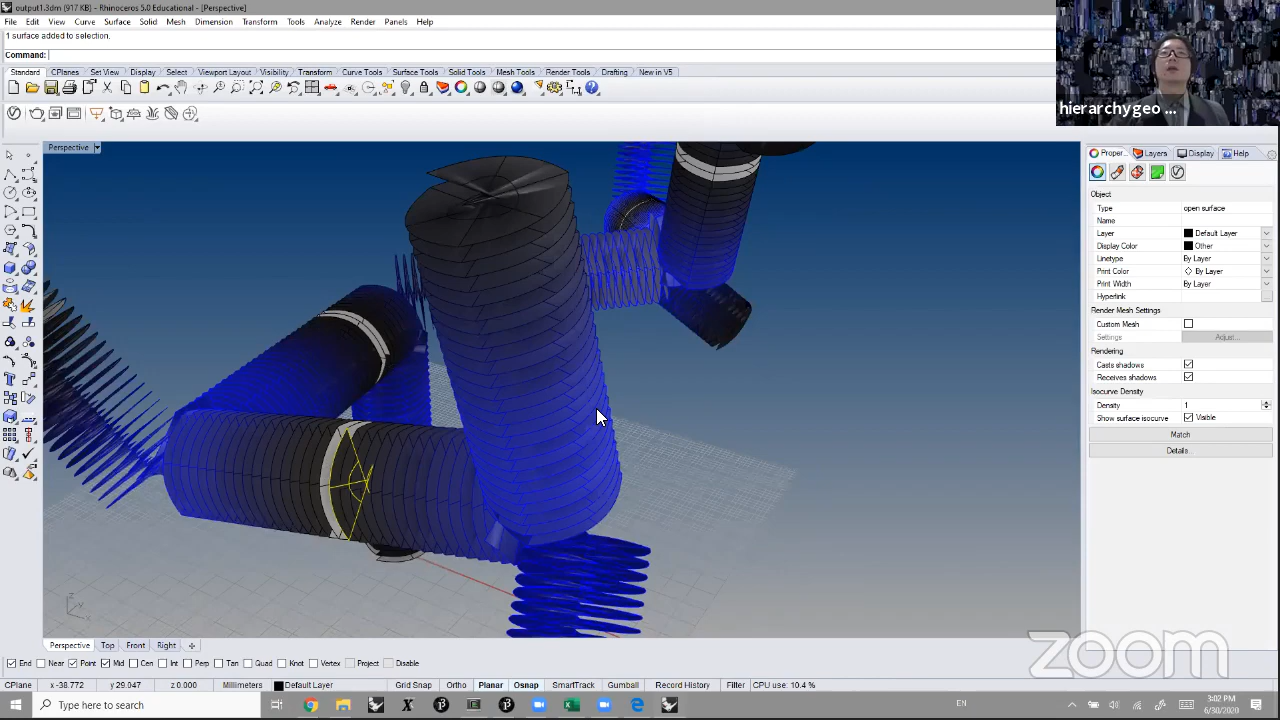 output1.3dm (917 KB) - Rhinoceros 5.0 Educational - [Perspective]
File Edit View Curve Surface Solid Mesh Dimension Transform Tools Analyze Render Panels Help
1 surface added to selection.
Command:
Standard CPlanes Set View Display Select Viewport Layout Visibility Transform Curve Tools Surface Tools Solid Tools Mesh Tools Render Tools Drafting New in V5
hierarchygeo ...
Perspective
Proper... Layers Display Help
Object
Type open surface
Name
Layer Default Layer
Display Color Other
Linetype By Layer
Print Color By Layer
Print Width By Layer
Hyperlink
Render Mesh Settings
Custom Mesh
Settings Adjust...
Rendering
Casts shadows
Receives shadows
Isocurve Density
Density 1
Show surface isocurve Visible
Match
Details...
z y x
Perspective Top Front Right
zoom
End Near Point Mid Cen Int Perp Tan Quad Knot Vertex Project Disable
CPlane x -38.772 y 29.047 z 0.000 Millimeters Default Layer Grid Snap Ortho Planar Osnap SmartTrack Gumball Record History Filter CPU use: 10.4 %
Type here to search
EN
3:02 PM
6/30/2020